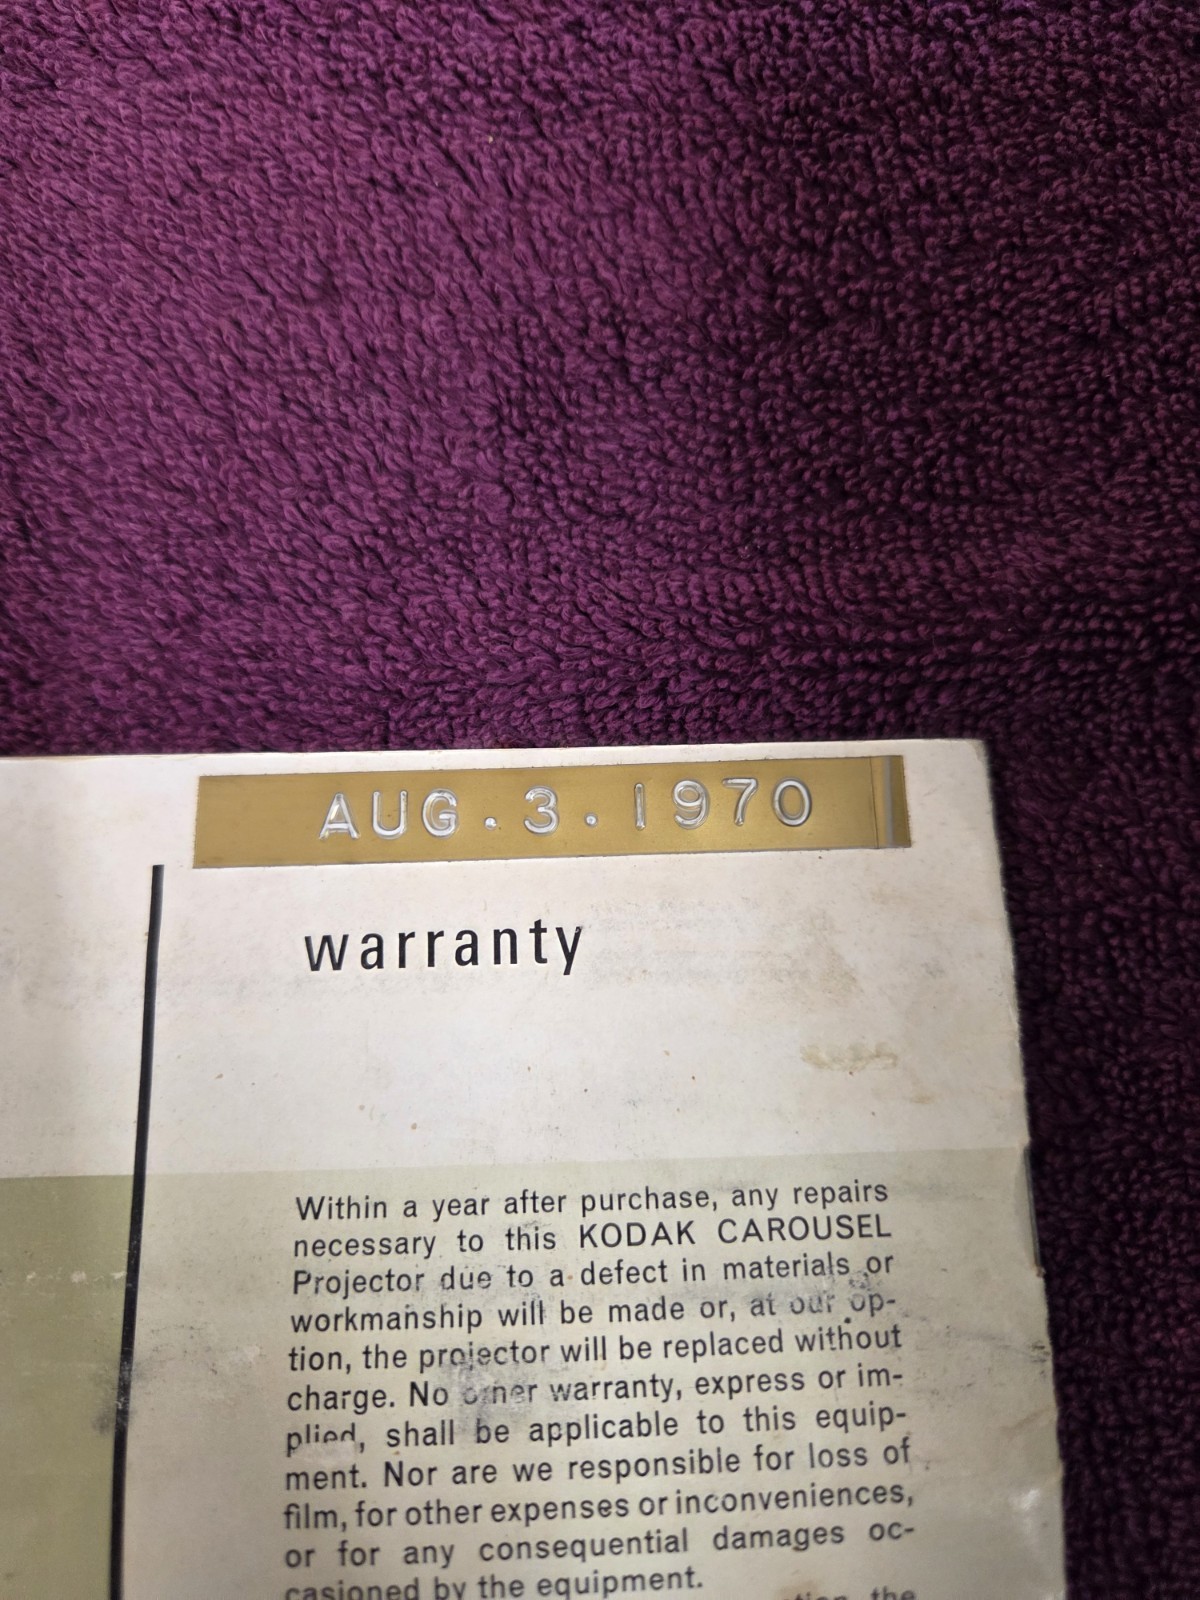 AUG.3.1970
warranty
Within a year after purchase, any repairs
necessary to this KODAK CAROUSEL
Projector due to a defect in materials or
workmanship will be made or, at our op-
tion, the projector will be replaced without
charge. No other warranty, express or im-
plied, shall be applicable to this equip-
ment. Nor are we responsible for loss of
film, for other expenses or inconveniences,
or for any consequential damages oc-
casioned by the equipment.
the